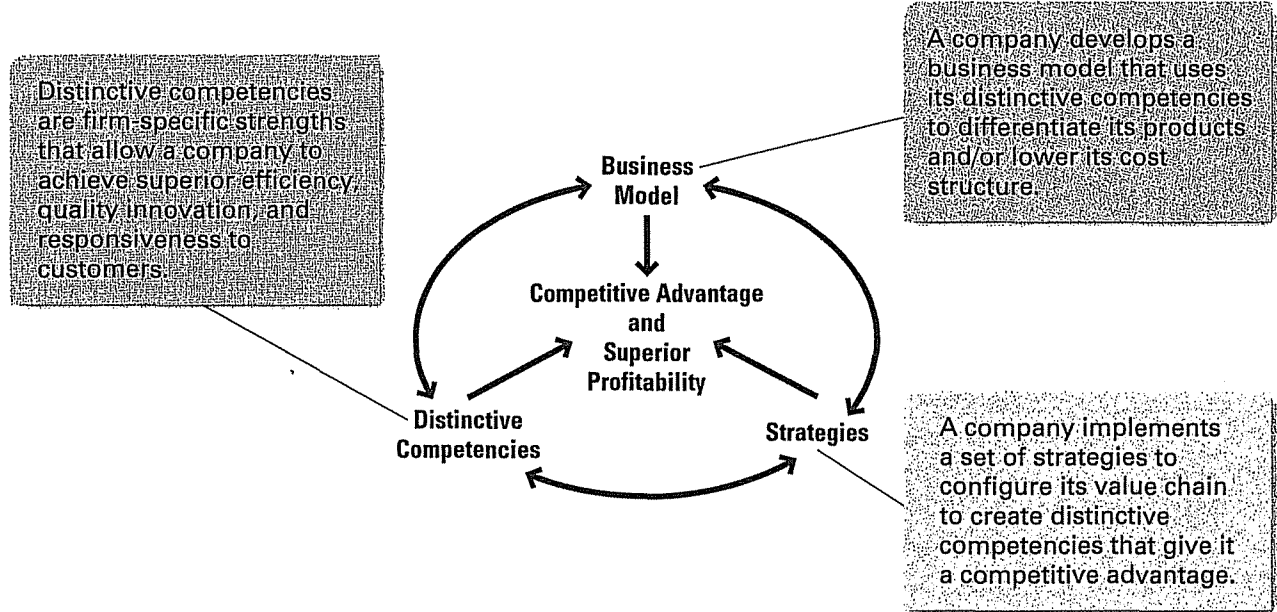 Distinctive competencies
are firm-specific strengths
that allow a company to
achieve superior efficiency,
quality innovation, and
responsiveness to
customers.
A company develops a
business model that uses
its distinctive competencies
to differentiate its products
and/or lower its cost
structure.
Business
Model
Competitive Advantage
and
Superior
Profitability
Distinctive
Competencies
Strategies
A company implements
a set of strategies to
configure its value chain
to create distinctive
competencies that give it
a competitive advantage.